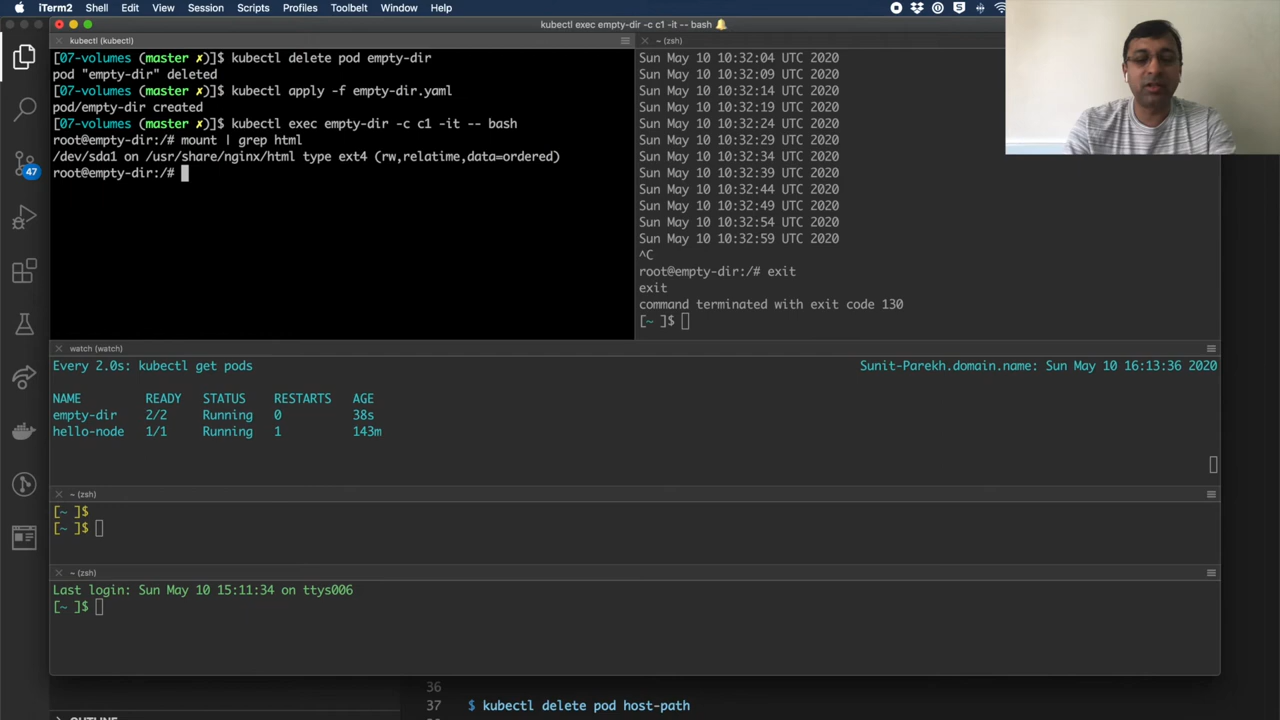 iTerm2 Shell Edit View Session Scripts Profiles Toolbelt Window Help
kubectl exec empty-dir -c c1 -it -- bash
kubectl (kubectl)
[07-volumes (master ✗)]$ kubectl delete pod empty-dir
pod "empty-dir" deleted
[07-volumes (master ✗)]$ kubectl apply -f empty-dir.yaml
pod/empty-dir created
[07-volumes (master ✗)]$ kubectl exec empty-dir -c c1 -it -- bash
root@empty-dir:/# mount | grep html
/dev/sda1 on /usr/share/nginx/html type ext4 (rw,relatime,data=ordered)
root@empty-dir:/#
~ (zsh)
Sun May 10 10:32:04 UTC 2020
Sun May 10 10:32:09 UTC 2020
Sun May 10 10:32:14 UTC 2020
Sun May 10 10:32:19 UTC 2020
Sun May 10 10:32:24 UTC 2020
Sun May 10 10:32:29 UTC 2020
Sun May 10 10:32:34 UTC 2020
Sun May 10 10:32:39 UTC 2020
Sun May 10 10:32:44 UTC 2020
Sun May 10 10:32:49 UTC 2020
Sun May 10 10:32:54 UTC 2020
Sun May 10 10:32:59 UTC 2020
^C
root@empty-dir:/# exit
exit
command terminated with exit code 130
[~ ]$
watch (watch)
Every 2.0s: kubectl get pods
Sunit-Parekh.domain.name: Sun May 10 16:13:36 2020
NAME READY STATUS RESTARTS AGE
empty-dir 2/2 Running 0 38s
hello-node 1/1 Running 1 143m
~ (zsh)
[~ ]$
[~ ]$
~ (zsh)
Last login: Sun May 10 15:11:34 on ttys006
[~ ]$
47
36
37 $ kubectl delete pod host-path